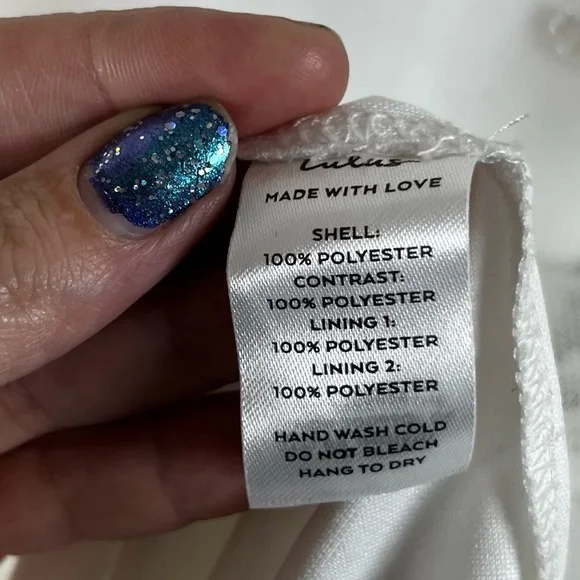 lulus
MADE WITH LOVE
SHELL:
100% POLYESTER
CONTRAST:
100% POLYESTER
LINING 1:
100% POLYESTER
LINING 2:
100% POLYESTER
HAND WASH COLD
DO NOT BLEACH
HANG TO DRY